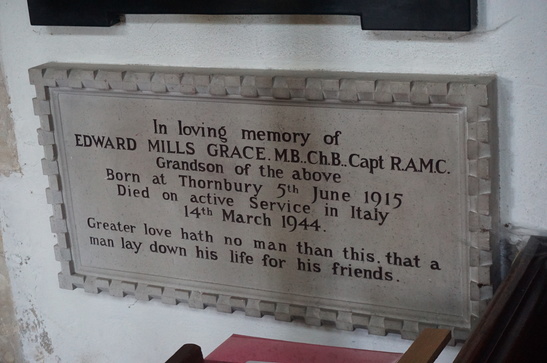 In loving memory of
EDWARD MILLS GRACE. M.B., Ch.B., Capt R.A.M.C.
Grandson of the above
Born at Thornbury 5th June 1915
Died on active Service in Italy
14th March 1944.
Greater love hath no man than this, that a
man lay down his life for his friends.